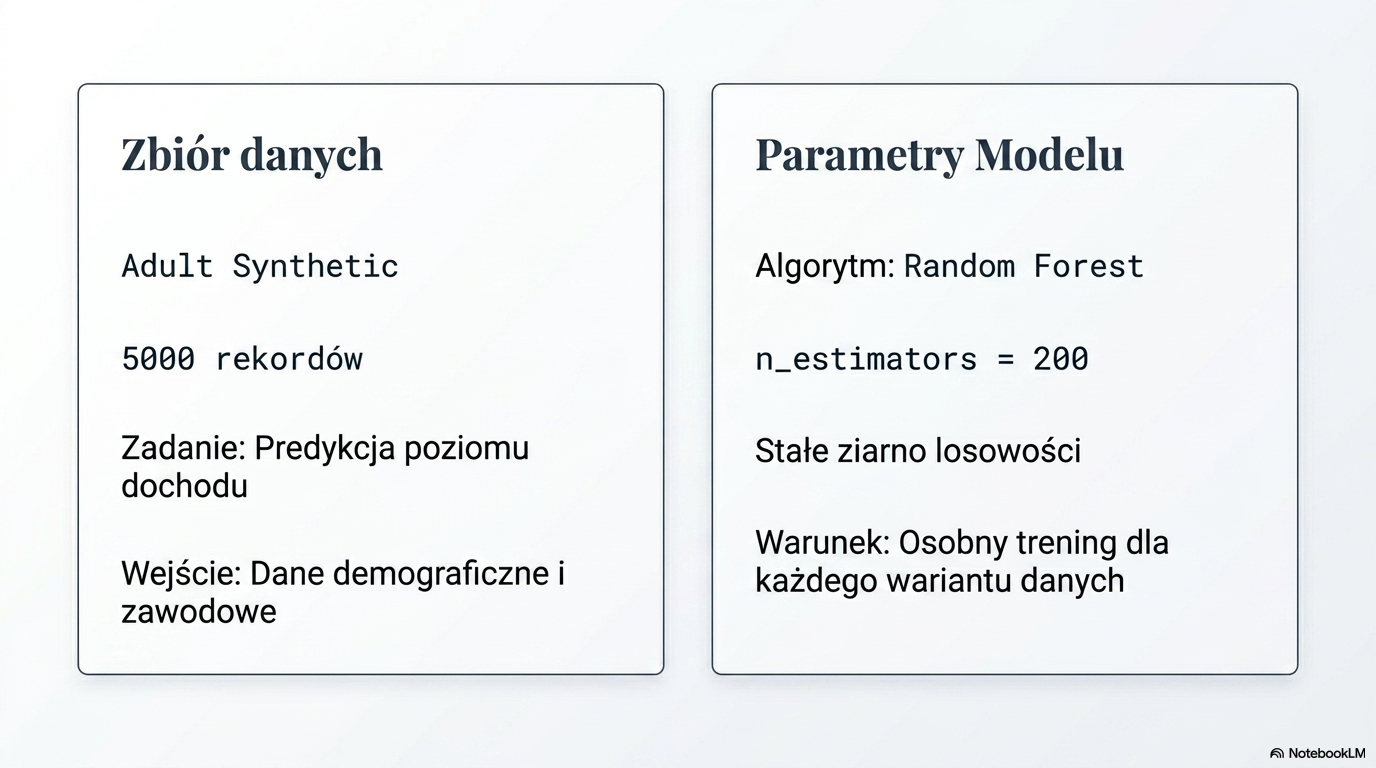 Zbiór danych
Adult Synthetic
5000 rekordów
Zadanie: Predykcja poziomu
dochodu
Wejście: Dane demograficzne i
zawodowe
Parametry Modelu
Algorytm: Random Forest
n_estimators = 200
Stałe ziarno losowości
Warunek: Osobny trening dla
każdego wariantu danych
NotebookLM